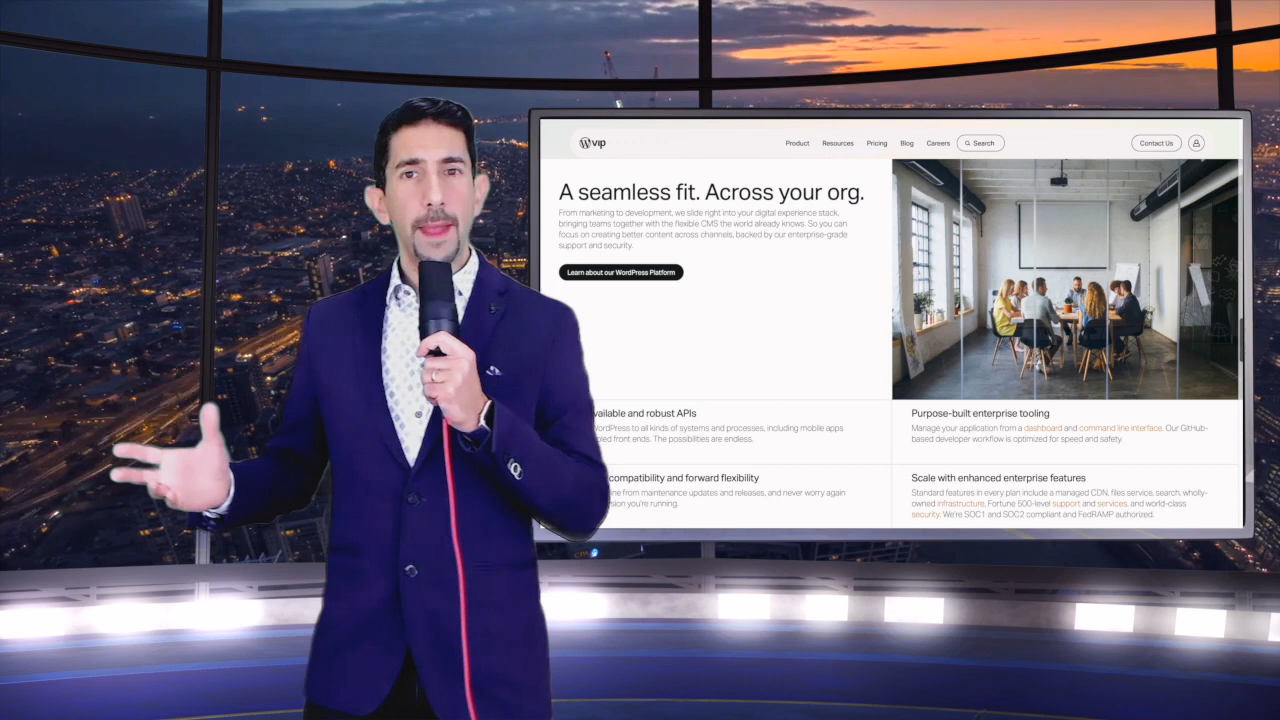 VIP
Product Resources Pricing Blog Careers Search
Contact Us
A seamless fit. Across your org.
From marketing to development, we slide right into your digital experience stack,
bringing teams together with the flexible CMS the world already knows. So you can
focus on creating better content across channels, backed by our enterprise-grade
support and security.
Learn about our WordPress Platform
and robust APIs
to all kinds of systems and processes, including mobile apps
front ends. The possibilities are endless.
Purpose-built enterprise tooling
Manage your application from a dashboard and command line interface. Our GitHub-
based developer workflow is optimized for speed and safety.
compatibility and forward flexibility
from maintenance updates and releases, and never worry again
you're running.
Scale with enhanced enterprise features
Standard features in every plan include a managed CDN, files service, search, wholly-
owned infrastructure, Fortune 500-level support and services, and world-class
security. We're SOC1 and SOC2 compliant and FedRAMP authorized.